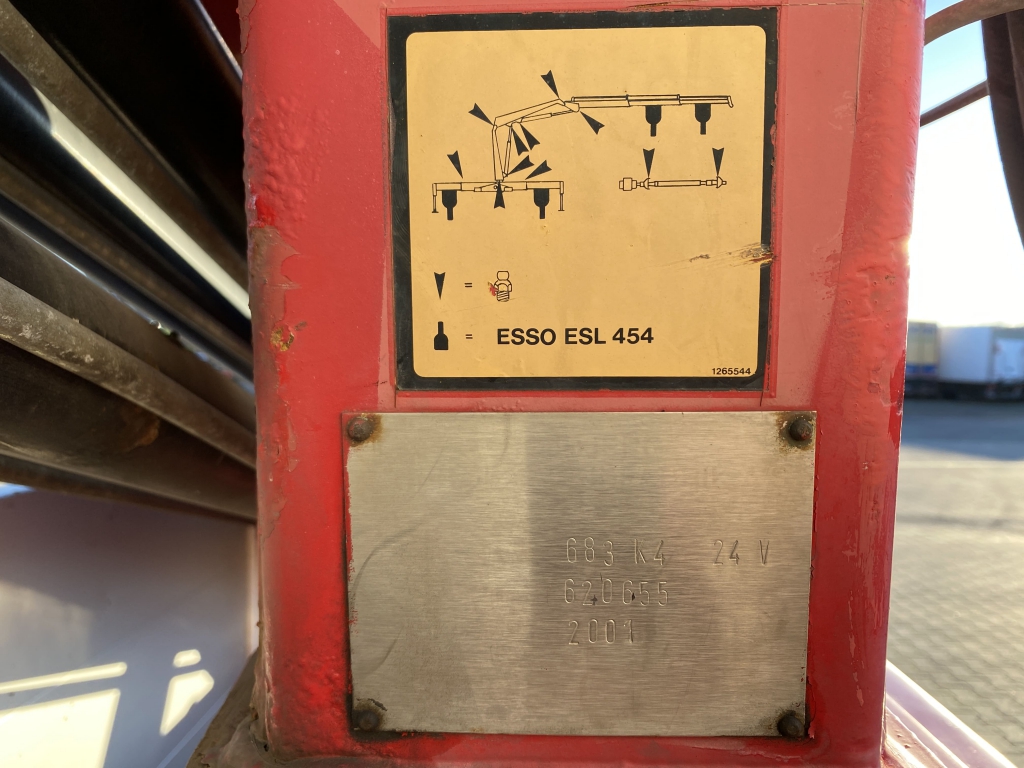 =
= ESSO ESL 454
1265544
683 K4 24 V
620655
2001